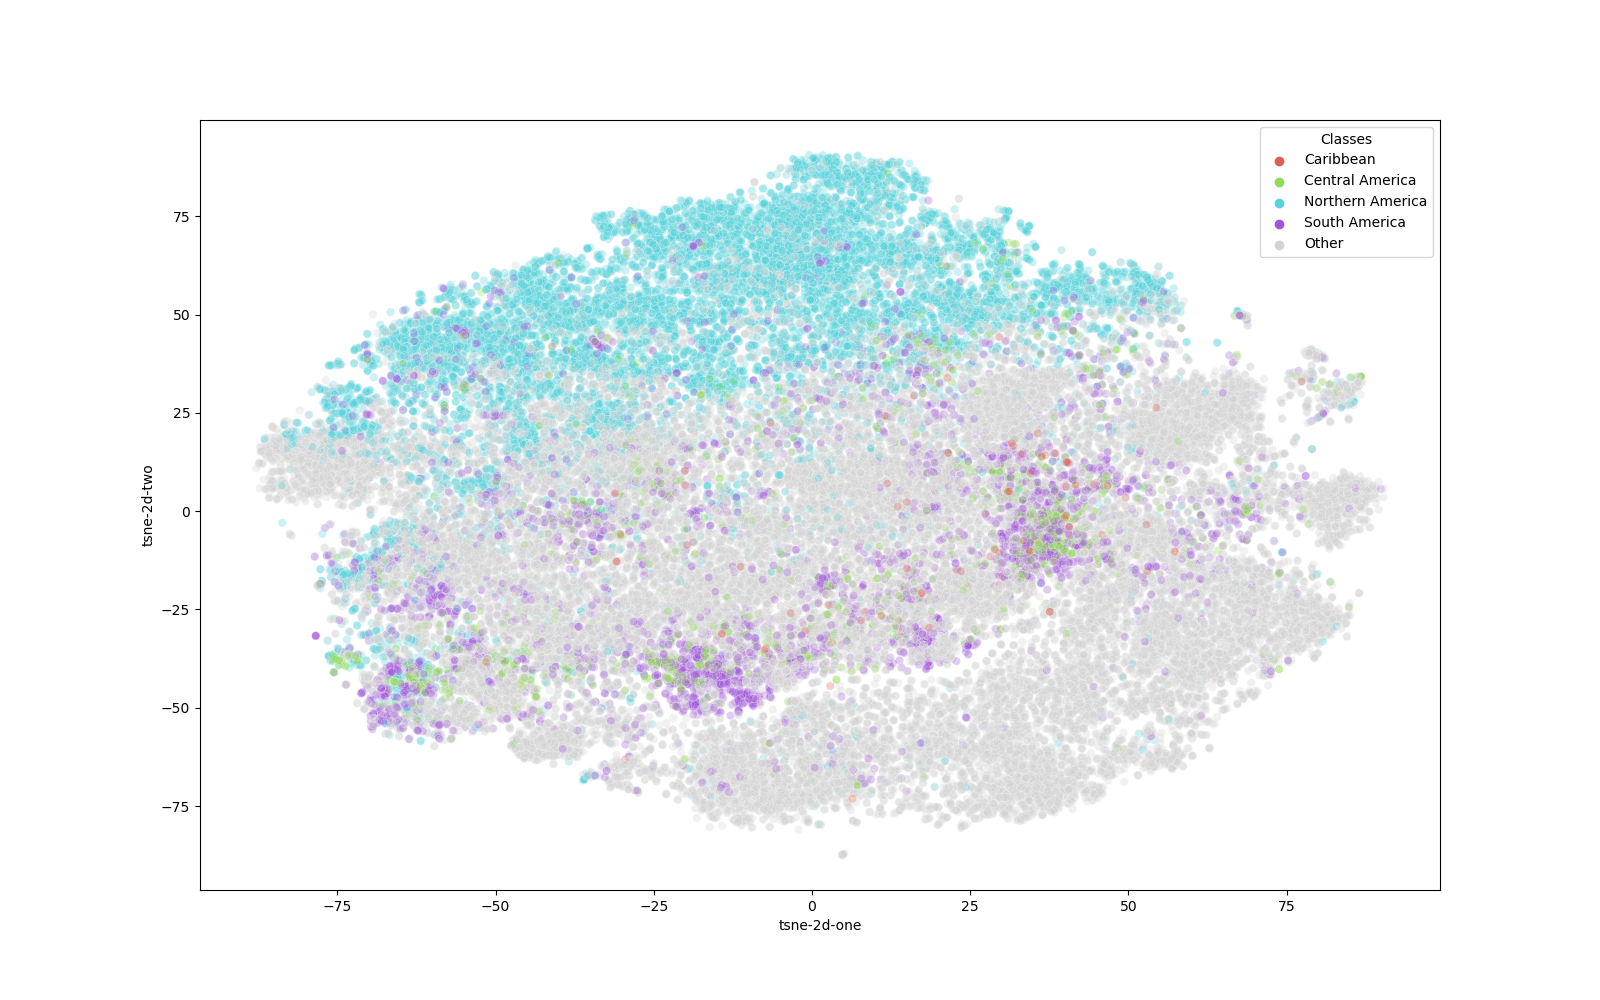 Classes
Caribbean
Central America
Northern America
South America
Other
75
50
25
0
−25
−50
−75
tsne-2d-two
−75
−50
−25
0
25
50
75
tsne-2d-one